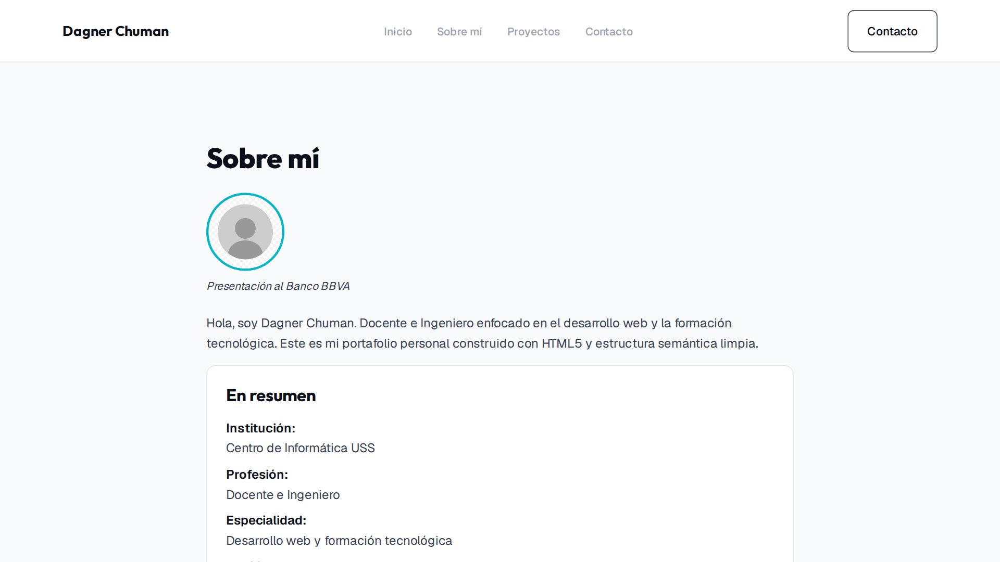 Dagner Chuman
Inicio
Sobre mí
Proyectos
Contacto
Contacto
Sobre mí
Presentación al Banco BBVA
Hola, soy Dagner Chuman. Docente e Ingeniero enfocado en el desarrollo web y la formación
tecnológica. Este es mi portafolio personal construido con HTML5 y estructura semántica limpia.
En resumen
Institución:
Centro de Informática USS
Profesión:
Docente e Ingeniero
Especialidad:
Desarrollo web y formación tecnológica